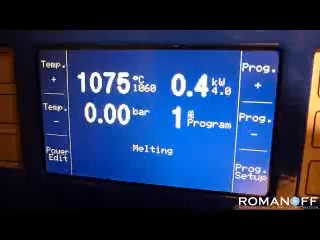 Temp.
+
1075 °C 1060
0.4 kW 4.0
Prog.
+
Temp.
-
0.00 bar
1 Program
Prog.
-
Power
Edit
Melting
Prog.
Setup
ROMANOFF